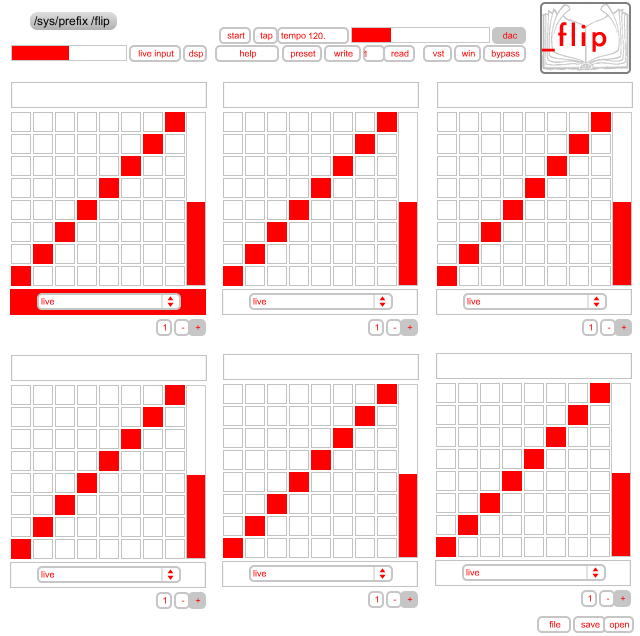 /sys/prefix /flip
start tap tempo 120. dac
_flip
live input dsp help preset write 1 read vst win bypass
live live live
1 - + 1 - + 1 - +
live live live
1 - + 1 - + 1 - +
file save open